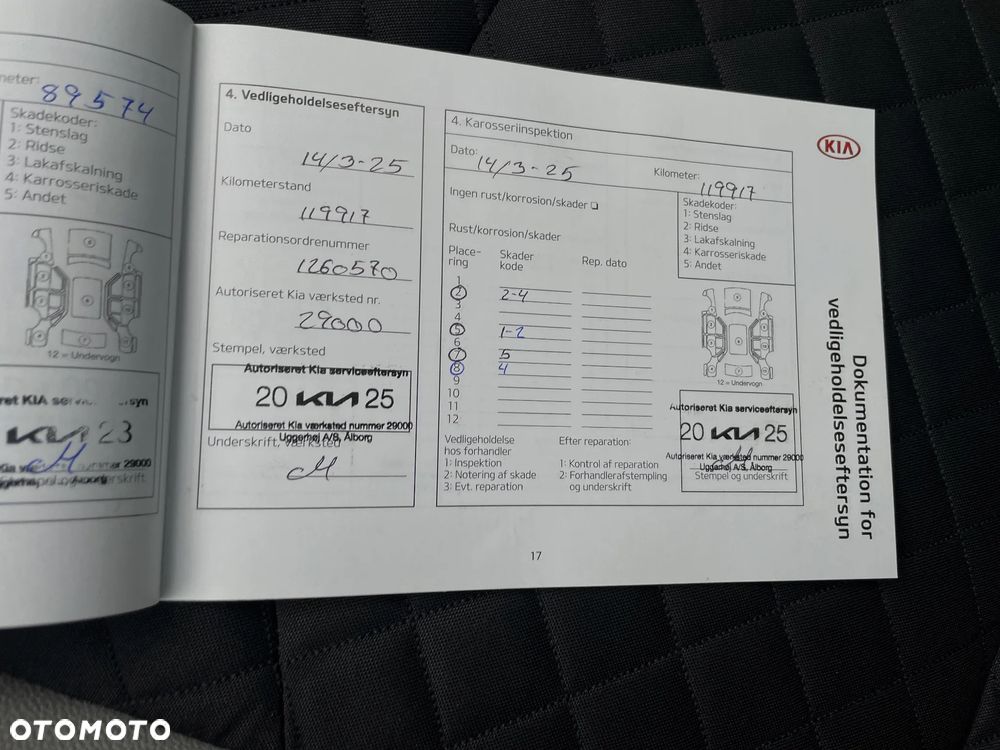 meter:
89574
Skadekoder:
1: Stenslag
2: Ridse
3: Lakafskalning
4: Karrosseriskade
5: Andet
12 = Undervogn
KIA 23
29000
4. Vedligeholdelseseftersyn
Dato
14/3-25
Kilometerstand
119917
Reparationsordrenummer
1260570
Autoriseret Kia værksted nr.
29000
Stempel, værksted
Autoriseret Kia serviceeftersyn
20 KIA 25
Autoriseret Kia værksted nummer 29000
Uggerhøj A/S, Ålborg
Underskrift, værksted
4. Karosseriinspektion
Dato: 14/3-25
Kilometer: 119917
Ingen rust/korrosion/skader
Skadekoder:
1: Stenslag
2: Ridse
3: Lakafskalning
4: Karrosseriskade
5: Andet
Rust/korrosion/skader
Place-
ring
Skader
kode
Rep. dato
1
2 2-4
3
4
5 1-2
6
7 5
8 4
9
10
11
12
12 = Undervogn
Vedligeholdelse
hos forhandler
1: Inspektion
2: Notering af skade
3: Evt. reparation
Efter reparation:
1: Kontrol af reparation
2: Forhandlerafstempling
og underskrift
Autoriseret Kia serviceeftersyn
20 KIA 25
Autoriseret Kia værksted nummer 29000
Uggerhøj A/S, Ålborg
Stempel og underskrift
KIA
Dokumentation for
vedligeholdelseseftersyn
17
OTOMOTO